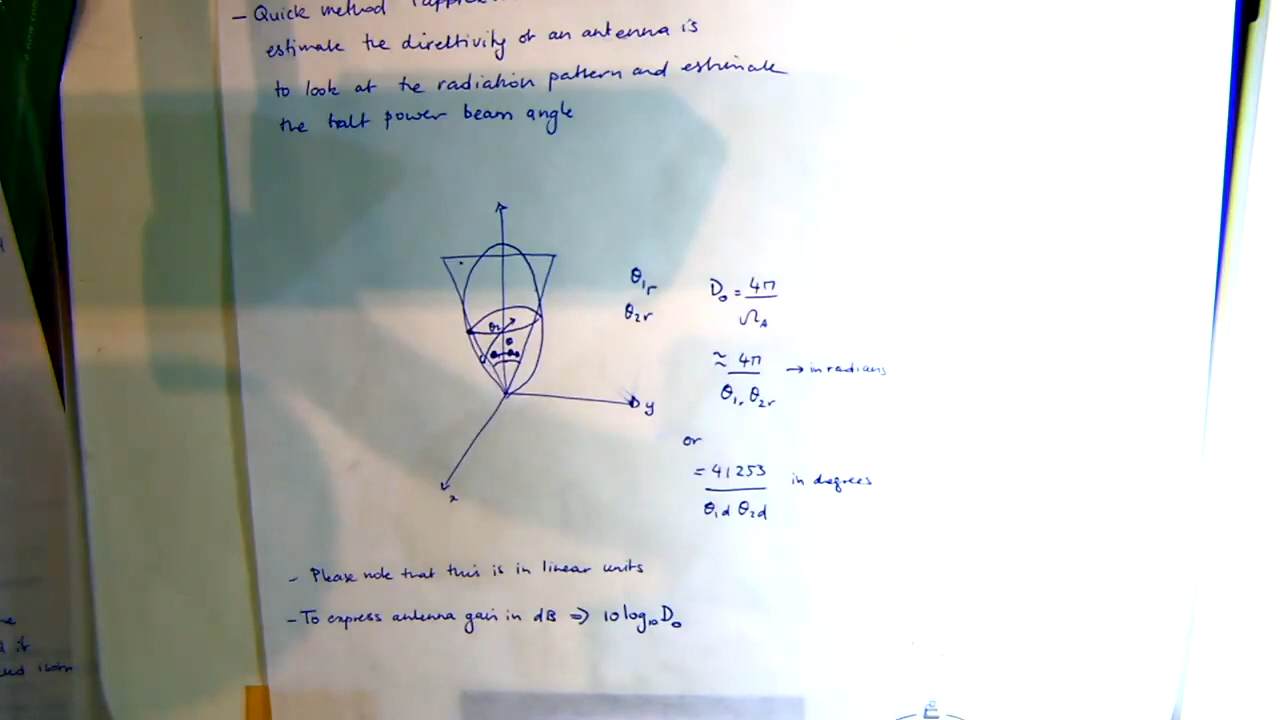 - Quick method
estimate the directivity of an antenna is
to look at the radiation pattern and estimate
the half power beam angle
θ1r
θ2r
D₀ = 4π
ΩA
≈ 4π → in radians
θ1r θ2r
or
= 41253 in degrees
θ1d θ2d
y
x
- Please note that this is in linear units
- To express antenna gain in dB ⇒ 10 log₁₀ D₀